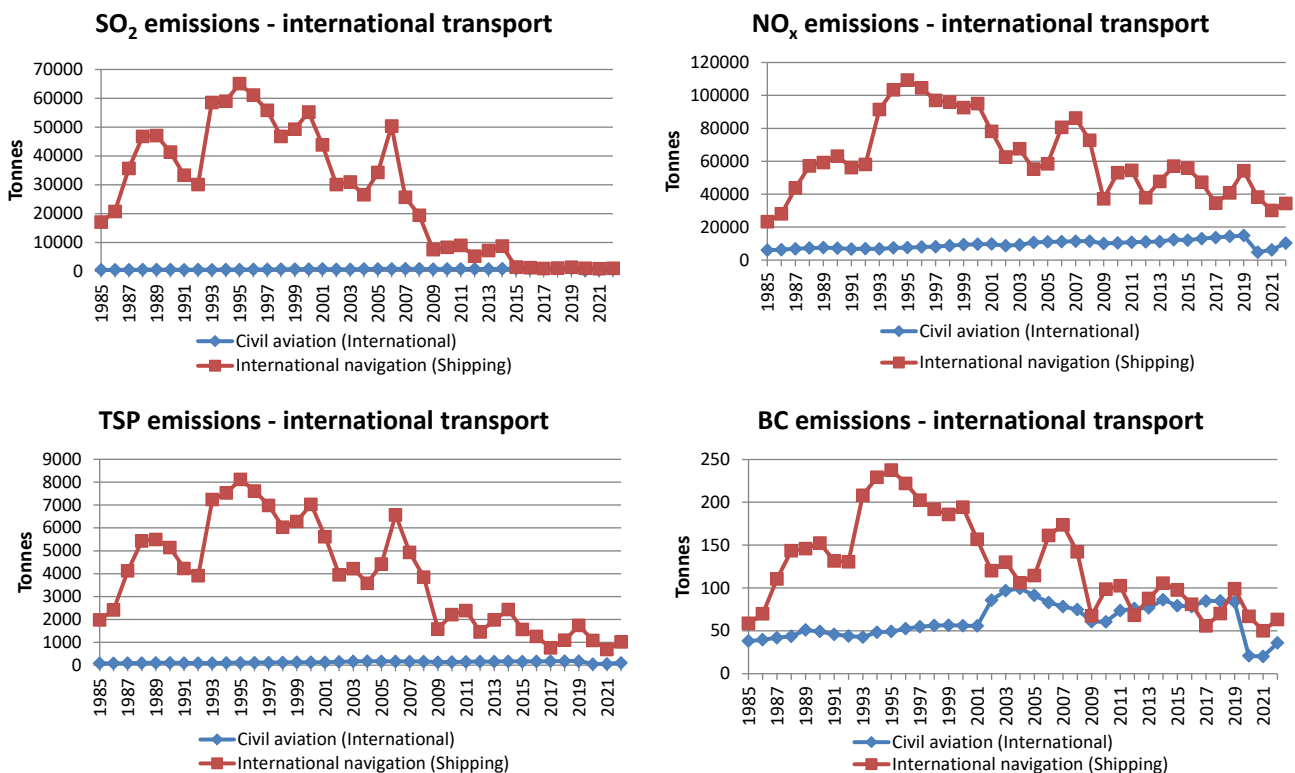 SO₂ emissions - international transport
70000
60000
50000
40000
30000
20000
10000
0
Tonnes
1985 1987 1989 1991 1993 1995 1997 1999 2001 2003 2005 2007 2009 2011 2013 2015 2017 2019 2021
Civil aviation (International)
International navigation (Shipping)
NOₓ emissions - international transport
120000
100000
80000
60000
40000
20000
0
Tonnes
1985 1987 1989 1991 1993 1995 1997 1999 2001 2003 2005 2007 2009 2011 2013 2015 2017 2019 2021
Civil aviation (International)
International navigation (Shipping)
TSP emissions - international transport
9000
8000
7000
6000
5000
4000
3000
2000
1000
0
Tonnes
1985 1987 1989 1991 1993 1995 1997 1999 2001 2003 2005 2007 2009 2011 2013 2015 2017 2019 2021
Civil aviation (International)
International navigation (Shipping)
BC emissions - international transport
250
200
150
100
50
0
Tonnes
1985 1987 1989 1991 1993 1995 1997 1999 2001 2003 2005 2007 2009 2011 2013 2015 2017 2019 2021
Civil aviation (International)
International navigation (Shipping)